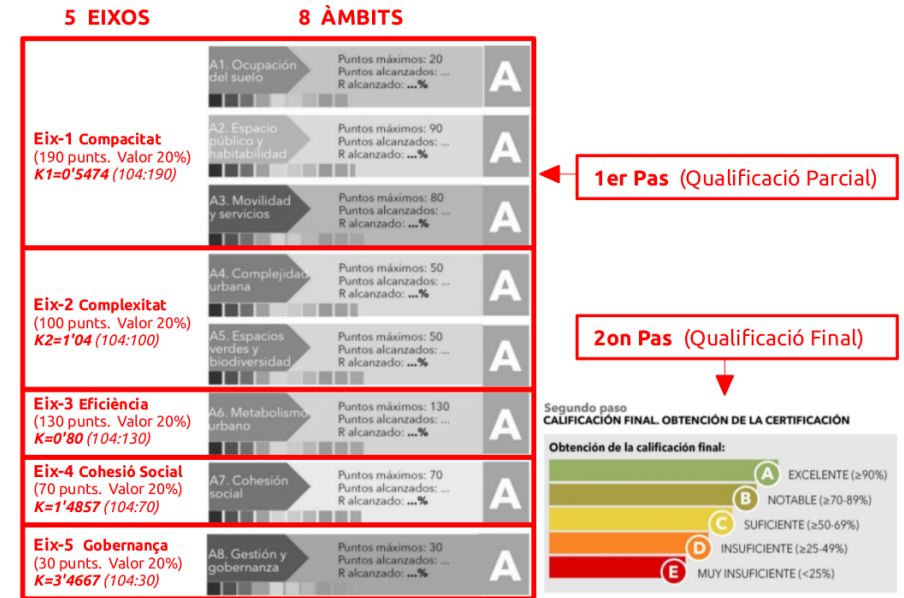 5 EIXOS
8 ÀMBITS
Eix-1 Compacitat
(190 punts. Valor 20%)
K1=0'5474 (104:190)
A1. Ocupación
del suelo
Puntos máximos: 20
Puntos alcanzados: ...
R alcanzado: ...%
A
A2. Espacio
público y
habitabilidad
Puntos máximos: 90
Puntos alcanzados: ...
R alcanzado: ...%
A
A3. Movilidad
y servicios
Puntos máximos: 80
Puntos alcanzados: ...
R alcanzado: ...%
A
Eix-2 Complexitat
(100 punts. Valor 20%)
K2=1'04 (104:100)
A4. Complejidad
urbana
Puntos máximos: 50
Puntos alcanzados: ...
R alcanzado: ...%
A
A5. Espacios
verdes y
biodiversidad
Puntos máximos: 50
Puntos alcanzados: ...
R alcanzado: ...%
A
Eix-3 Eficiència
(130 punts. Valor 20%)
K=0'80 (104:130)
A6. Metabolismo
urbano
Puntos máximos: 130
Puntos alcanzados: ...
R alcanzado: ...%
A
Eix-4 Cohesió Social
(70 punts. Valor 20%)
K=1'4857 (104:70)
A7. Cohesión
social
Puntos máximos: 70
Puntos alcanzados: ...
R alcanzado: ...%
A
Eix-5 Gobernança
(30 punts. Valor 20%)
K=3'4667 (104:30)
A8. Gestión y
gobernanza
Puntos máximos: 30
Puntos alcanzados: ...
R alcanzado: ...%
A
1er Pas (Qualificació Parcial)
2on Pas (Qualificació Final)
Segundo paso
CALIFICACIÓN FINAL. OBTENCIÓN DE LA CERTIFICACIÓN
Obtención de la calificación final:
A EXCELENTE (≥90%)
B NOTABLE (≥70-89%)
C SUFICIENTE (≥50-69%)
D INSUFICIENTE (≥25-49%)
E MUY INSUFICIENTE (<25%)